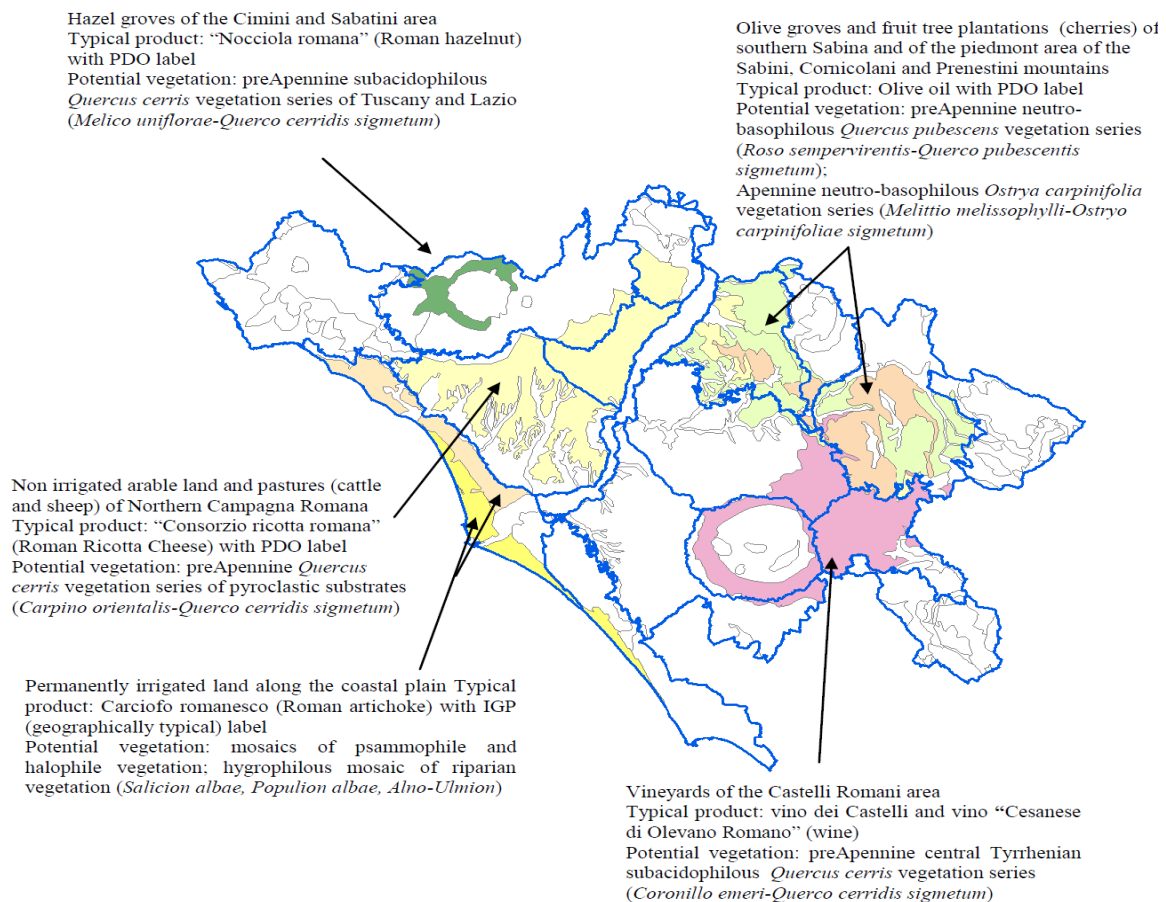 Hazel groves of the Cimini and Sabatini area
Typical product: “Nocciola romana” (Roman hazelnut)
with PDO label
Potential vegetation: preApennine subacidophilous
Quercus cerris vegetation series of Tuscany and Lazio
(Melico uniflorae-Querco cerridis sigmetum)
Olive groves and fruit tree plantations (cherries) of
southern Sabina and of the piedmont area of the
Sabini, Cornicolani and Prenestini mountains
Typical product: Olive oil with PDO label
Potential vegetation: preApennine neutro-
basophilous Quercus pubescens vegetation series
(Roso sempervirentis-Querco pubescentis
sigmetum);
Apennine neutro-basophilous Ostrya carpinifolia
vegetation series (Melittio melissophylli-Ostryo
carpinifoliae sigmetum)
Non irrigated arable land and pastures (cattle
and sheep) of Northern Campagna Romana
Typical product: “Consorzio ricotta romana”
(Roman Ricotta Cheese) with PDO label
Potential vegetation: preApennine Quercus
cerris vegetation series of pyroclastic substrates
(Carpino orientalis-Querco cerridis sigmetum)
Permanently irrigated land along the coastal plain Typical
product: Carciofo romanesco (Roman artichoke) with IGP
(geographically typical) label
Potential vegetation: mosaics of psammophile and
halophile vegetation; hygrophilous mosaic of riparian
vegetation (Salicion albae, Populion albae, Alno-Ulmion)
Vineyards of the Castelli Romani area
Typical product: vino dei Castelli and vino “Cesanese
di Olevano Romano” (wine)
Potential vegetation: preApennine central Tyrrhenian
subacidophilous Quercus cerris vegetation series
(Coronillo emeri-Querco cerridis sigmetum)